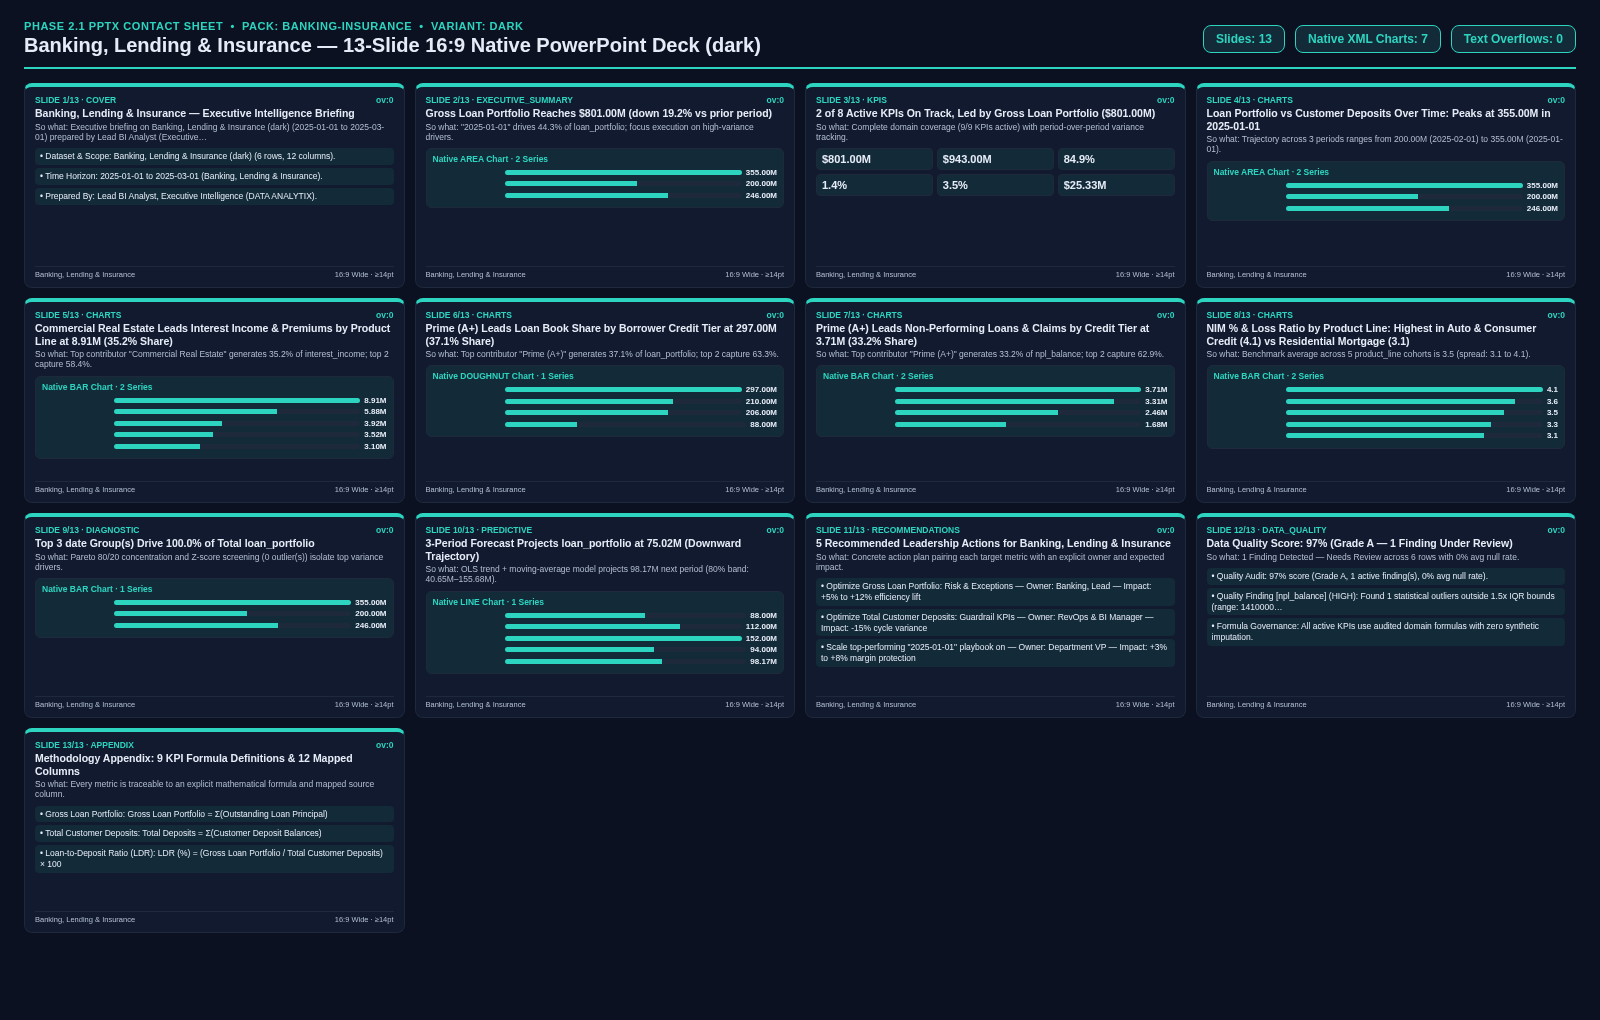 PHASE 2.1 PPTX CONTACT SHEET • PACK: BANKING-INSURANCE • VARIANT: DARK
Banking, Lending & Insurance — 13-Slide 16:9 Native PowerPoint Deck (dark)
Slides: 13
Native XML Charts: 7
Text Overflows: 0
SLIDE 1/13 · COVER
ov:0
Banking, Lending & Insurance — Executive Intelligence Briefing
So what: Executive briefing on Banking, Lending & Insurance (dark) (2025-01-01 to 2025-03-
01) prepared by Lead BI Analyst (Executive…
• Dataset & Scope: Banking, Lending & Insurance (dark) (6 rows, 12 columns).
• Time Horizon: 2025-01-01 to 2025-03-01 (Banking, Lending & Insurance).
• Prepared By: Lead BI Analyst, Executive Intelligence (DATA ANALYTIX).
Banking, Lending & Insurance
16:9 Wide · ≥14pt
SLIDE 2/13 · EXECUTIVE_SUMMARY
ov:0
Gross Loan Portfolio Reaches $801.00M (down 19.2% vs prior period)
So what: "2025-01-01" drives 44.3% of loan_portfolio; focus execution on high-variance
drivers.
Native AREA Chart · 2 Series
355.00M
200.00M
246.00M
Banking, Lending & Insurance
16:9 Wide · ≥14pt
SLIDE 3/13 · KPIS
ov:0
2 of 8 Active KPIs On Track, Led by Gross Loan Portfolio ($801.00M)
So what: Complete domain coverage (9/9 KPIs active) with period-over-period variance
tracking.
$801.00M
$943.00M
84.9%
1.4%
3.5%
$25.33M
Banking, Lending & Insurance
16:9 Wide · ≥14pt
SLIDE 4/13 · CHARTS
ov:0
Loan Portfolio vs Customer Deposits Over Time: Peaks at 355.00M in
2025-01-01
So what: Trajectory across 3 periods ranges from 200.00M (2025-02-01) to 355.00M (2025-01-
01).
Native AREA Chart · 2 Series
355.00M
200.00M
246.00M
Banking, Lending & Insurance
16:9 Wide · ≥14pt
SLIDE 5/13 · CHARTS
ov:0
Commercial Real Estate Leads Interest Income & Premiums by Product
Line at 8.91M (35.2% Share)
So what: Top contributor "Commercial Real Estate" generates 35.2% of interest_income; top 2
capture 58.4%.
Native BAR Chart · 2 Series
8.91M
5.88M
3.92M
3.52M
3.10M
Banking, Lending & Insurance
16:9 Wide · ≥14pt
SLIDE 6/13 · CHARTS
ov:0
Prime (A+) Leads Loan Book Share by Borrower Credit Tier at 297.00M
(37.1% Share)
So what: Top contributor "Prime (A+)" generates 37.1% of loan_portfolio; top 2 capture 63.3%.
Native DOUGHNUT Chart · 1 Series
297.00M
210.00M
206.00M
88.00M
Banking, Lending & Insurance
16:9 Wide · ≥14pt
SLIDE 7/13 · CHARTS
ov:0
Prime (A+) Leads Non-Performing Loans & Claims by Credit Tier at
3.71M (33.2% Share)
So what: Top contributor "Prime (A+)" generates 33.2% of npl_balance; top 2 capture 62.9%.
Native BAR Chart · 2 Series
3.71M
3.31M
2.46M
1.68M
Banking, Lending & Insurance
16:9 Wide · ≥14pt
SLIDE 8/13 · CHARTS
ov:0
NIM % & Loss Ratio by Product Line: Highest in Auto & Consumer
Credit (4.1) vs Residential Mortgage (3.1)
So what: Benchmark average across 5 product_line cohorts is 3.5 (spread: 3.1 to 4.1).
Native BAR Chart · 2 Series
4.1
3.6
3.5
3.3
3.1
Banking, Lending & Insurance
16:9 Wide · ≥14pt
SLIDE 9/13 · DIAGNOSTIC
ov:0
Top 3 date Group(s) Drive 100.0% of Total loan_portfolio
So what: Pareto 80/20 concentration and Z-score screening (0 outlier(s)) isolate top variance
drivers.
Native BAR Chart · 1 Series
355.00M
200.00M
246.00M
Banking, Lending & Insurance
16:9 Wide · ≥14pt
SLIDE 10/13 · PREDICTIVE
ov:0
3-Period Forecast Projects loan_portfolio at 75.02M (Downward
Trajectory)
So what: OLS trend + moving-average model projects 98.17M next period (80% band:
40.65M–155.68M).
Native LINE Chart · 1 Series
88.00M
112.00M
152.00M
94.00M
98.17M
Banking, Lending & Insurance
16:9 Wide · ≥14pt
SLIDE 11/13 · RECOMMENDATIONS
ov:0
5 Recommended Leadership Actions for Banking, Lending & Insurance
So what: Concrete action plan pairing each target metric with an explicit owner and expected
impact.
• Optimize Gross Loan Portfolio: Risk & Exceptions — Owner: Banking, Lead — Impact:
+5% to +12% efficiency lift
• Optimize Total Customer Deposits: Guardrail KPIs — Owner: RevOps & BI Manager —
Impact: -15% cycle variance
• Scale top-performing "2025-01-01" playbook on — Owner: Department VP — Impact: +3%
to +8% margin protection
Banking, Lending & Insurance
16:9 Wide · ≥14pt
SLIDE 12/13 · DATA_QUALITY
ov:0
Data Quality Score: 97% (Grade A — 1 Finding Under Review)
So what: 1 Finding Detected — Needs Review across 6 rows with 0% avg null rate.
• Quality Audit: 97% score (Grade A, 1 active finding(s), 0% avg null rate).
• Quality Finding [npl_balance] (HIGH): Found 1 statistical outliers outside 1.5x IQR bounds
(range: 1410000…
• Formula Governance: All active KPIs use audited domain formulas with zero synthetic
imputation.
Banking, Lending & Insurance
16:9 Wide · ≥14pt
SLIDE 13/13 · APPENDIX
ov:0
Methodology Appendix: 9 KPI Formula Definitions & 12 Mapped
Columns
So what: Every metric is traceable to an explicit mathematical formula and mapped source
column.
• Gross Loan Portfolio: Gross Loan Portfolio = Σ(Outstanding Loan Principal)
• Total Customer Deposits: Total Deposits = Σ(Customer Deposit Balances)
• Loan-to-Deposit Ratio (LDR): LDR (%) = (Gross Loan Portfolio / Total Customer Deposits)
× 100
Banking, Lending & Insurance
16:9 Wide · ≥14pt